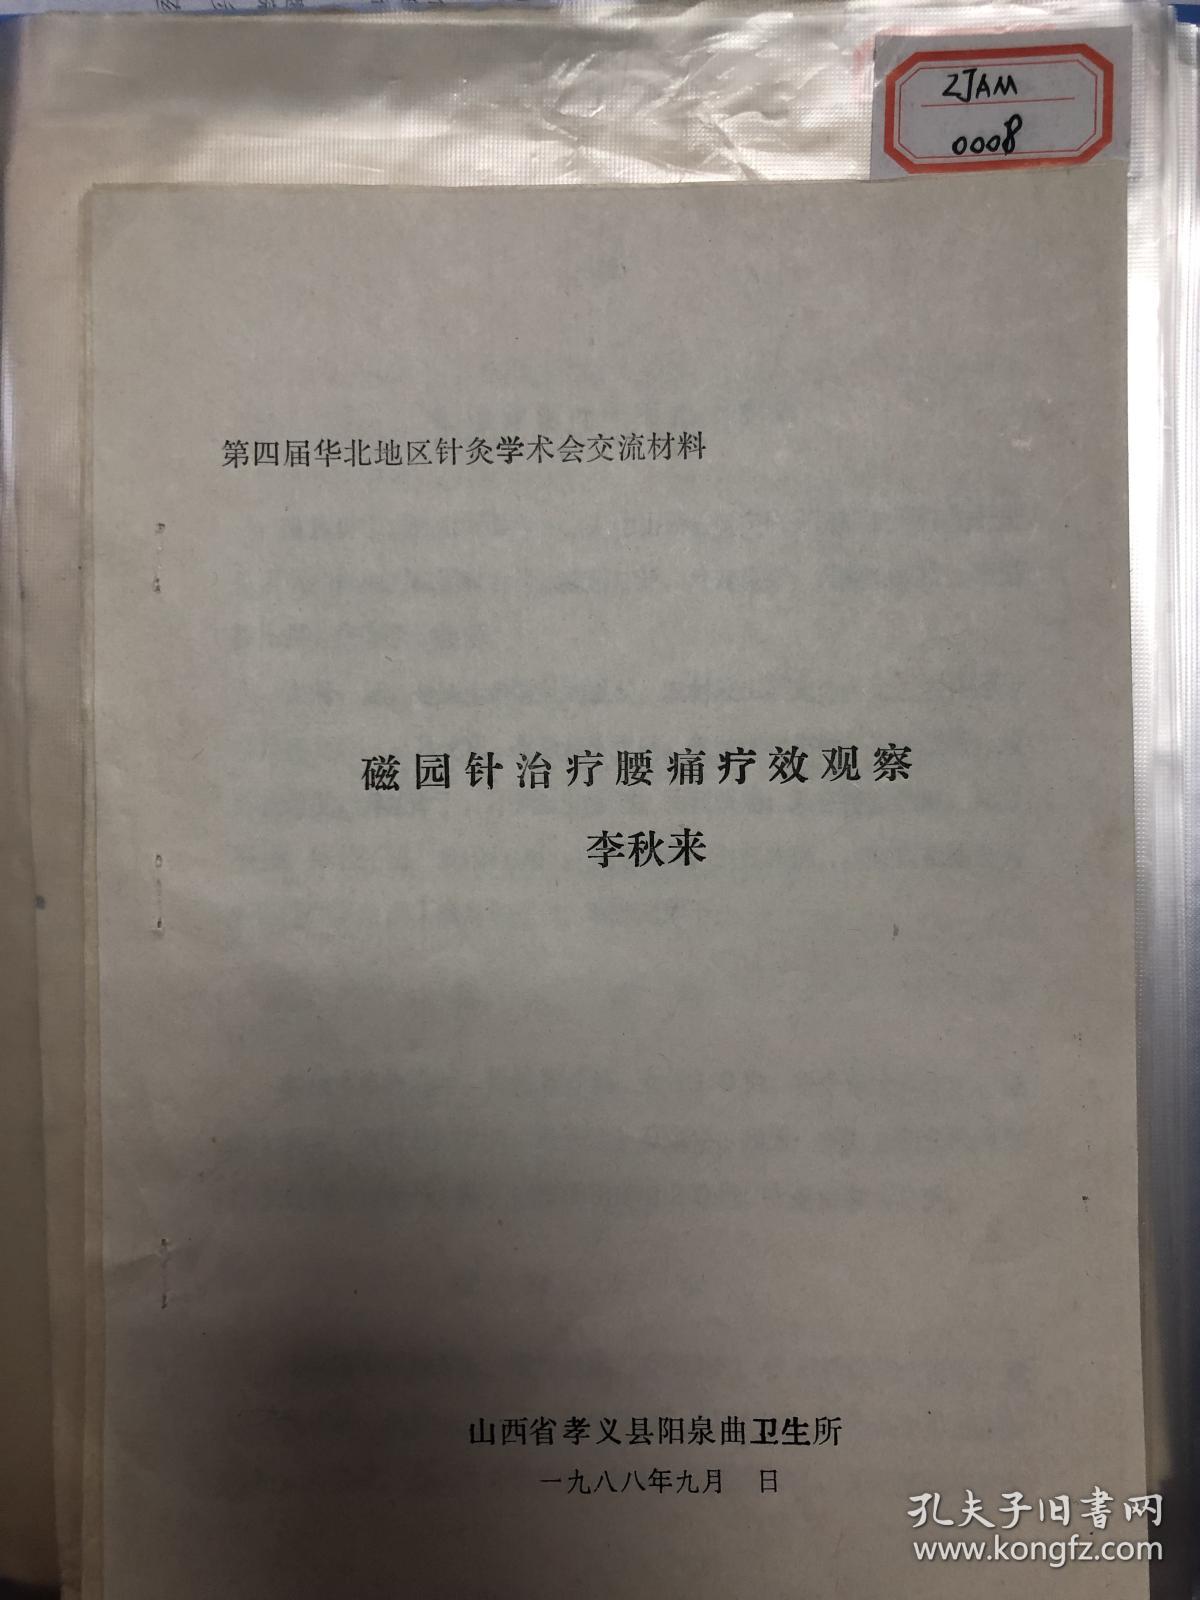 ZJAM
0008
第四届华北地区针灸学术会交流材料
磁园针治疗腰痛疗效观察
李秋来
山西省孝义县阳泉曲卫生所
一九八八年九月 日
孔夫子旧书网
www.kongfz.com